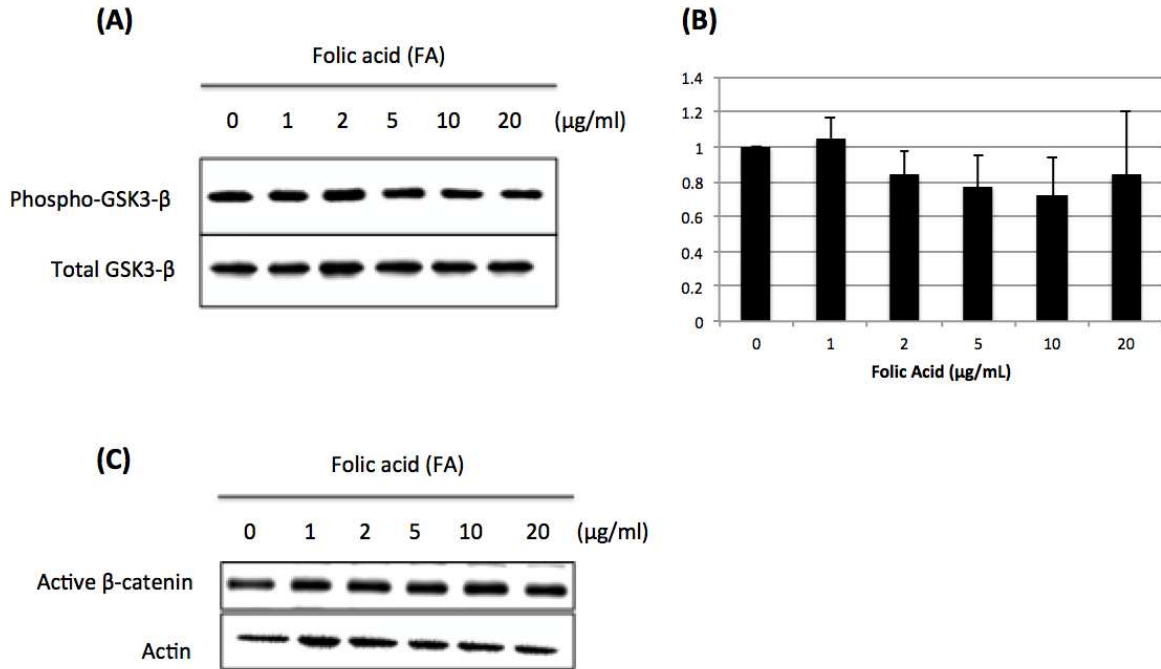 (A)
Folic acid (FA)
0 1 2 5 10 20 (µg/ml)
Phospho-GSK3-β
Total GSK3-β
(B)
1.4
1.2
1
0.8
0.6
0.4
0.2
0
0 1 2 5 10 20
Folic Acid (µg/mL)
(C)
Folic acid (FA)
0 1 2 5 10 20 (µg/ml)
Active β-catenin
Actin